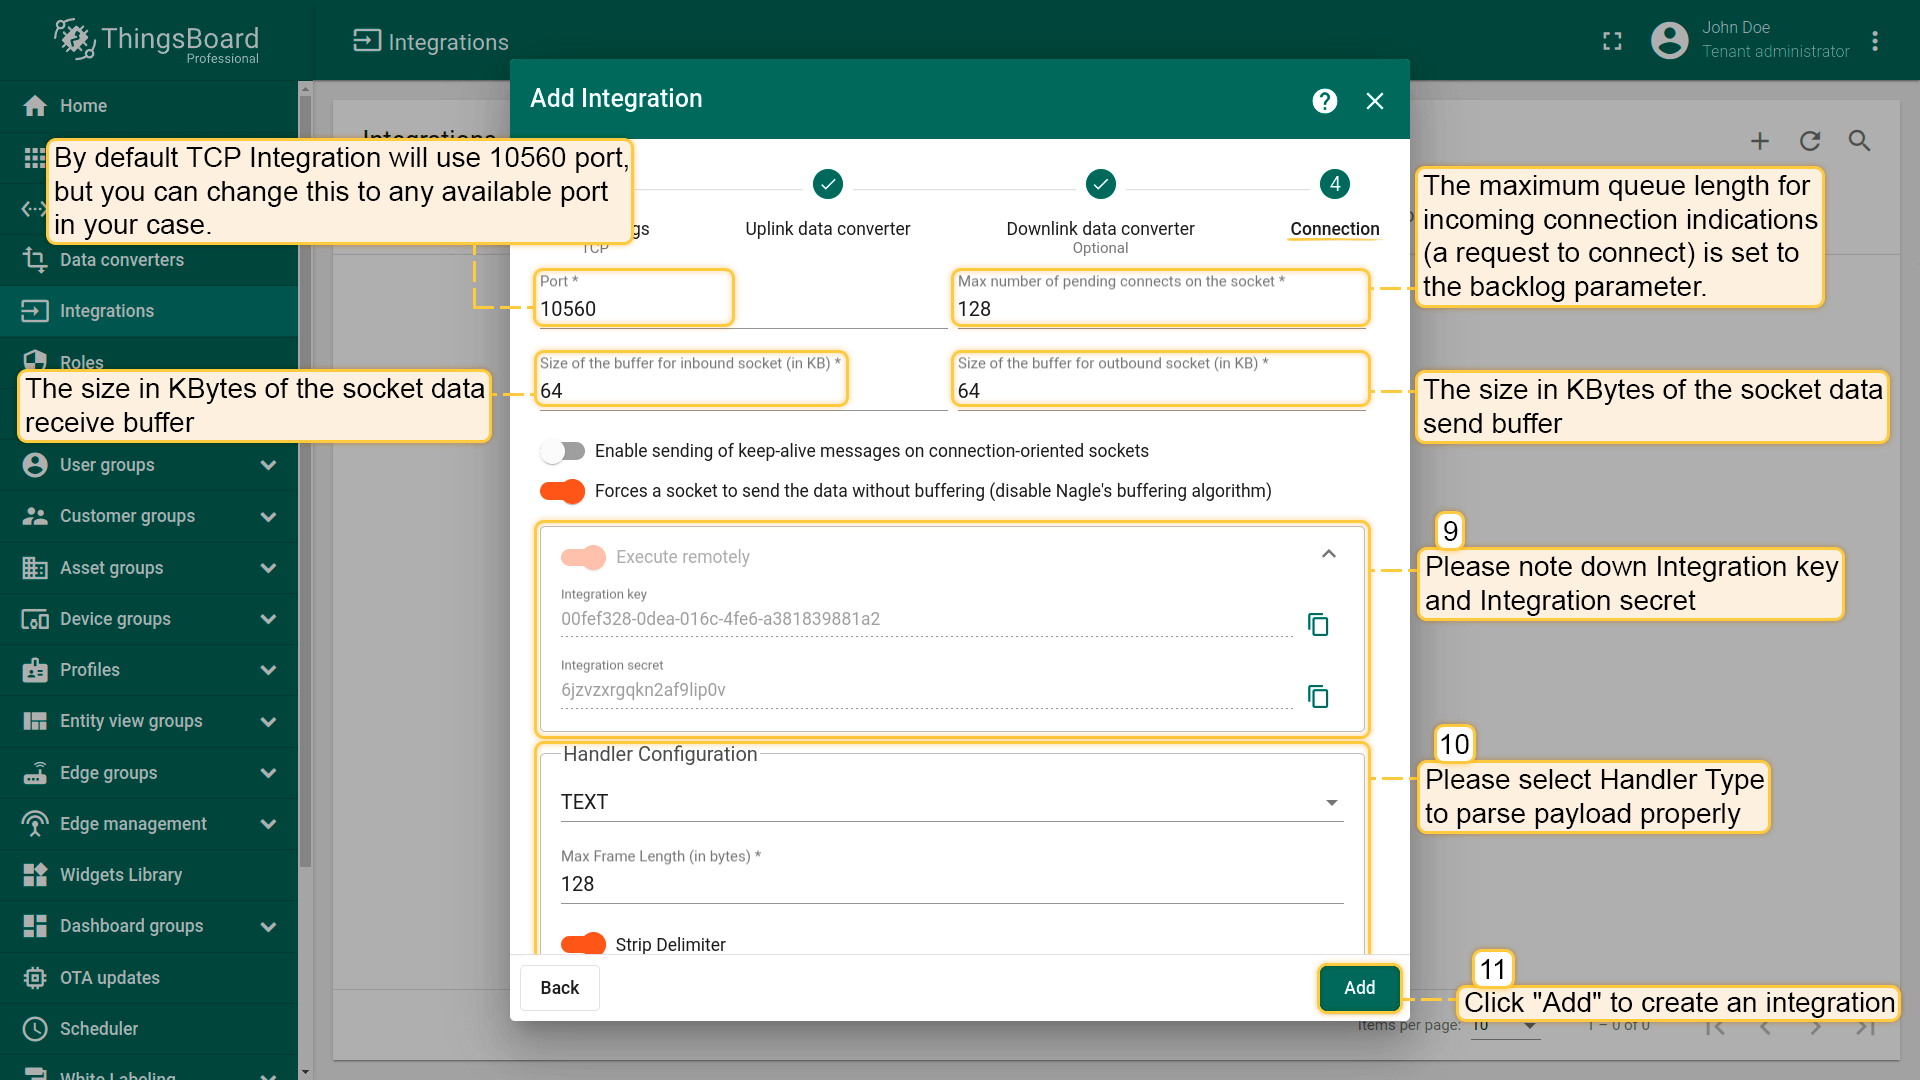 ThingsBoard
Professional
Integrations
John Doe
Tenant administrator
Home
Data converters
Integrations
Roles
User groups
Customer groups
Asset groups
Device groups
Profiles
Entity view groups
Edge groups
Edge management
Widgets Library
Dashboard groups
OTA updates
Scheduler
White Labeling
Integrations
Add Integration
By default TCP Integration will use 10560 port,
but you can change this to any available port
in your case.
gs
TCP
Uplink data converter
Downlink data converter
Optional
4
Connection
The maximum queue length for
incoming connection indications
(a request to connect) is set to
the backlog parameter.
Port *
10560
Max number of pending connects on the socket *
128
Size of the buffer for inbound socket (in KB) *
64
Size of the buffer for outbound socket (in KB) *
64
The size in KBytes of the socket data
receive buffer
The size in KBytes of the socket data
send buffer
Enable sending of keep-alive messages on connection-oriented sockets
Forces a socket to send the data without buffering (disable Nagle's buffering algorithm)
Execute remotely
Integration key
00fef328-0dea-016c-4fe6-a381839881a2
Integration secret
6jzvzxrgqkn2af9lip0v
9
Please note down Integration key
and Integration secret
Handler Configuration
TEXT
Max Frame Length (in bytes) *
128
Strip Delimiter
10
Please select Handler Type
to parse payload properly
Back
Add
11
Click "Add" to create an integration
Items per page: 10
1 – 0 of 0